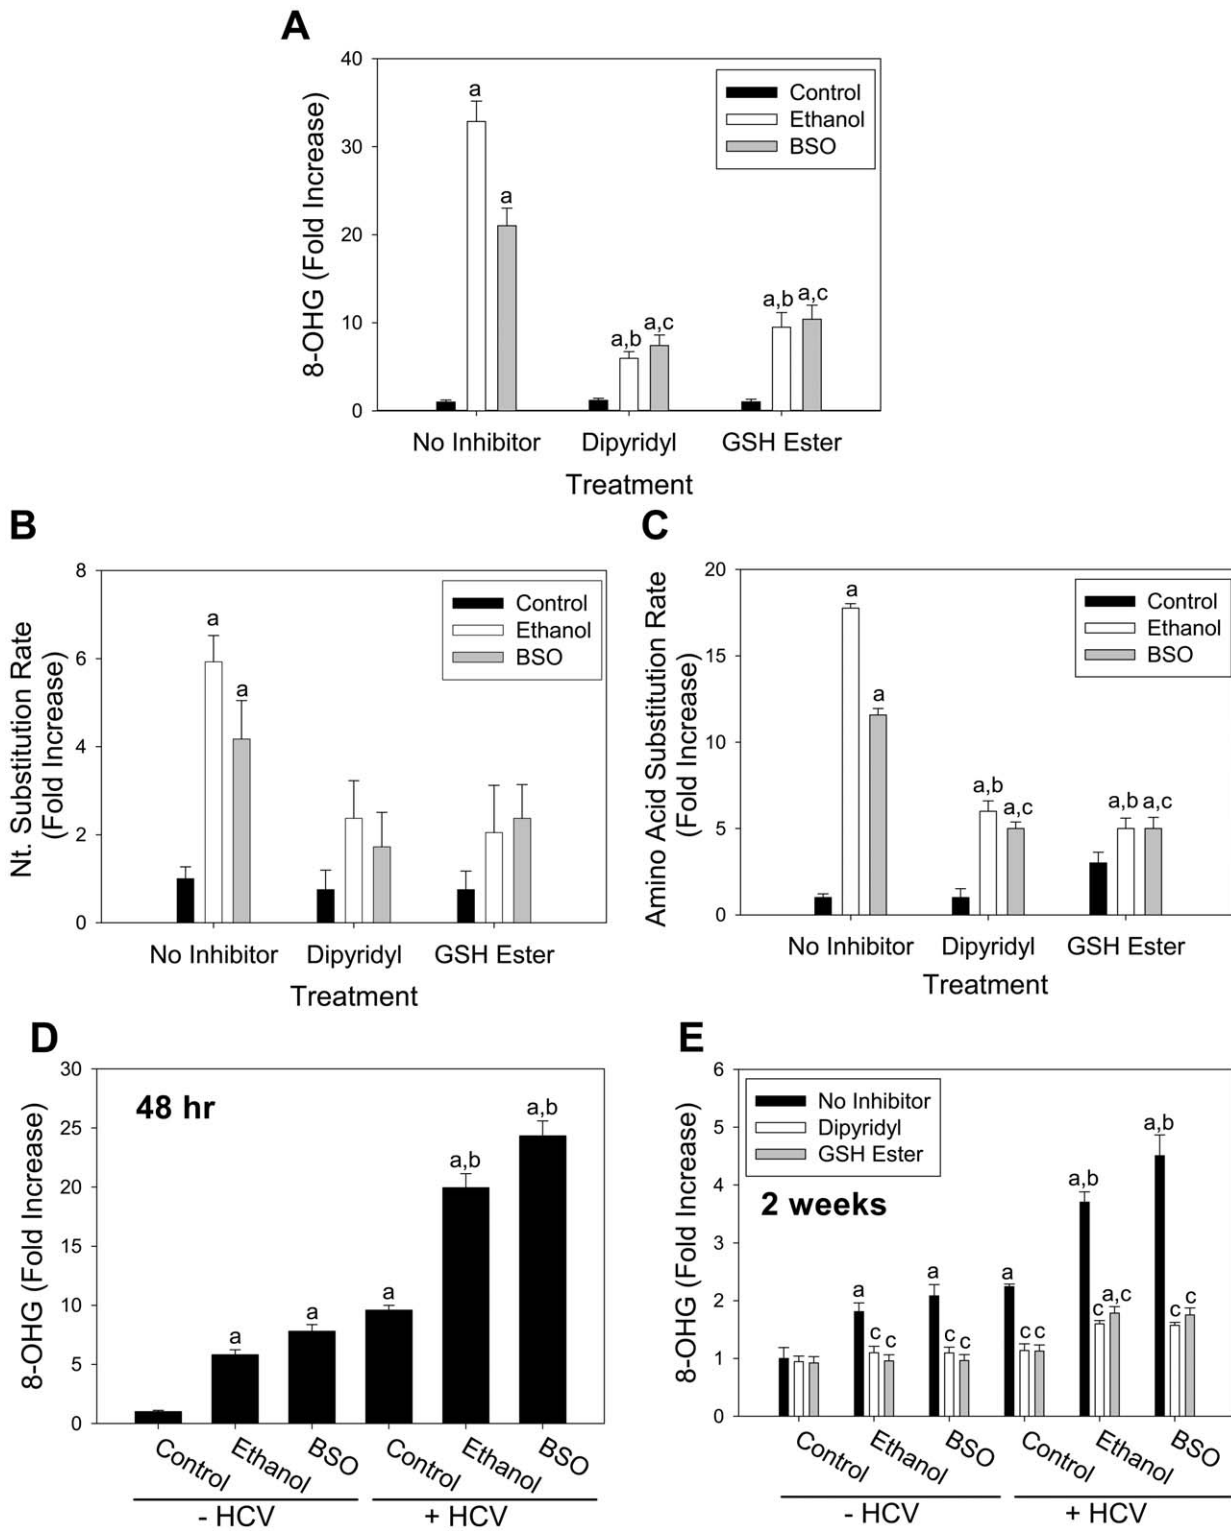 A
40
30
20
10
0
8-OHG (Fold Increase)
Control
Ethanol
BSO
a
a
a,b
a,c
a,b
a,c
No Inhibitor
Dipyridyl
GSH Ester
Treatment
B
8
6
4
2
0
Nt. Substitution Rate
(Fold Increase)
Control
Ethanol
BSO
a
a
No Inhibitor
Dipyridyl
GSH Ester
Treatment
C
20
15
10
5
0
Amino Acid Substitution Rate
(Fold Increase)
Control
Ethanol
BSO
a
a
a,b
a,c
a,b
a,c
No Inhibitor
Dipyridyl
GSH Ester
Treatment
D
30
25
20
15
10
5
0
8-OHG (Fold Increase)
48 hr
a
a
a
a,b
a,b
Control
Ethanol
BSO
Control
Ethanol
BSO
- HCV
+ HCV
E
6
5
4
3
2
1
0
8-OHG (Fold Increase)
No Inhibitor
Dipyridyl
GSH Ester
2 weeks
a
c
c
a
c
c
a
c
c
a,b
c
a,c
a,b
c
c
Control
Ethanol
BSO
Control
Ethanol
BSO
- HCV
+ HCV